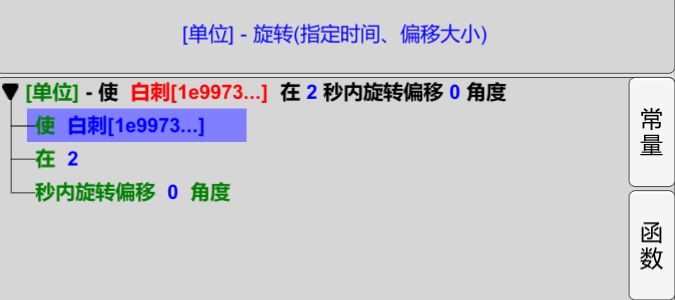 [单位] - 旋转(指定时间、偏移大小)
[单位] - 使 白刺[1e9973...] 在 2 秒内旋转偏移 0 角度
使 白刺[1e9973...]
在 2
秒内旋转偏移 0 角度
常量
函数